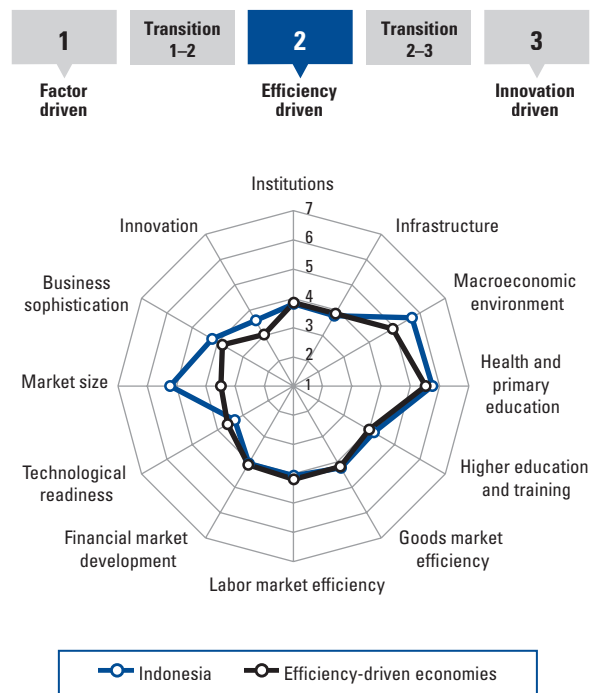 1
Transition
1–2
2
Transition
2–3
3
Factor
driven
Efficiency
driven
Innovation
driven
Institutions
Innovation
Infrastructure
Business
sophistication
Macroeconomic
environment
Market size
Health and
primary
education
Technological
readiness
Higher education
and training
Financial market
development
Goods market
efficiency
Labor market efficiency
7
6
5
4
3
2
1
Indonesia
Efficiency-driven economies